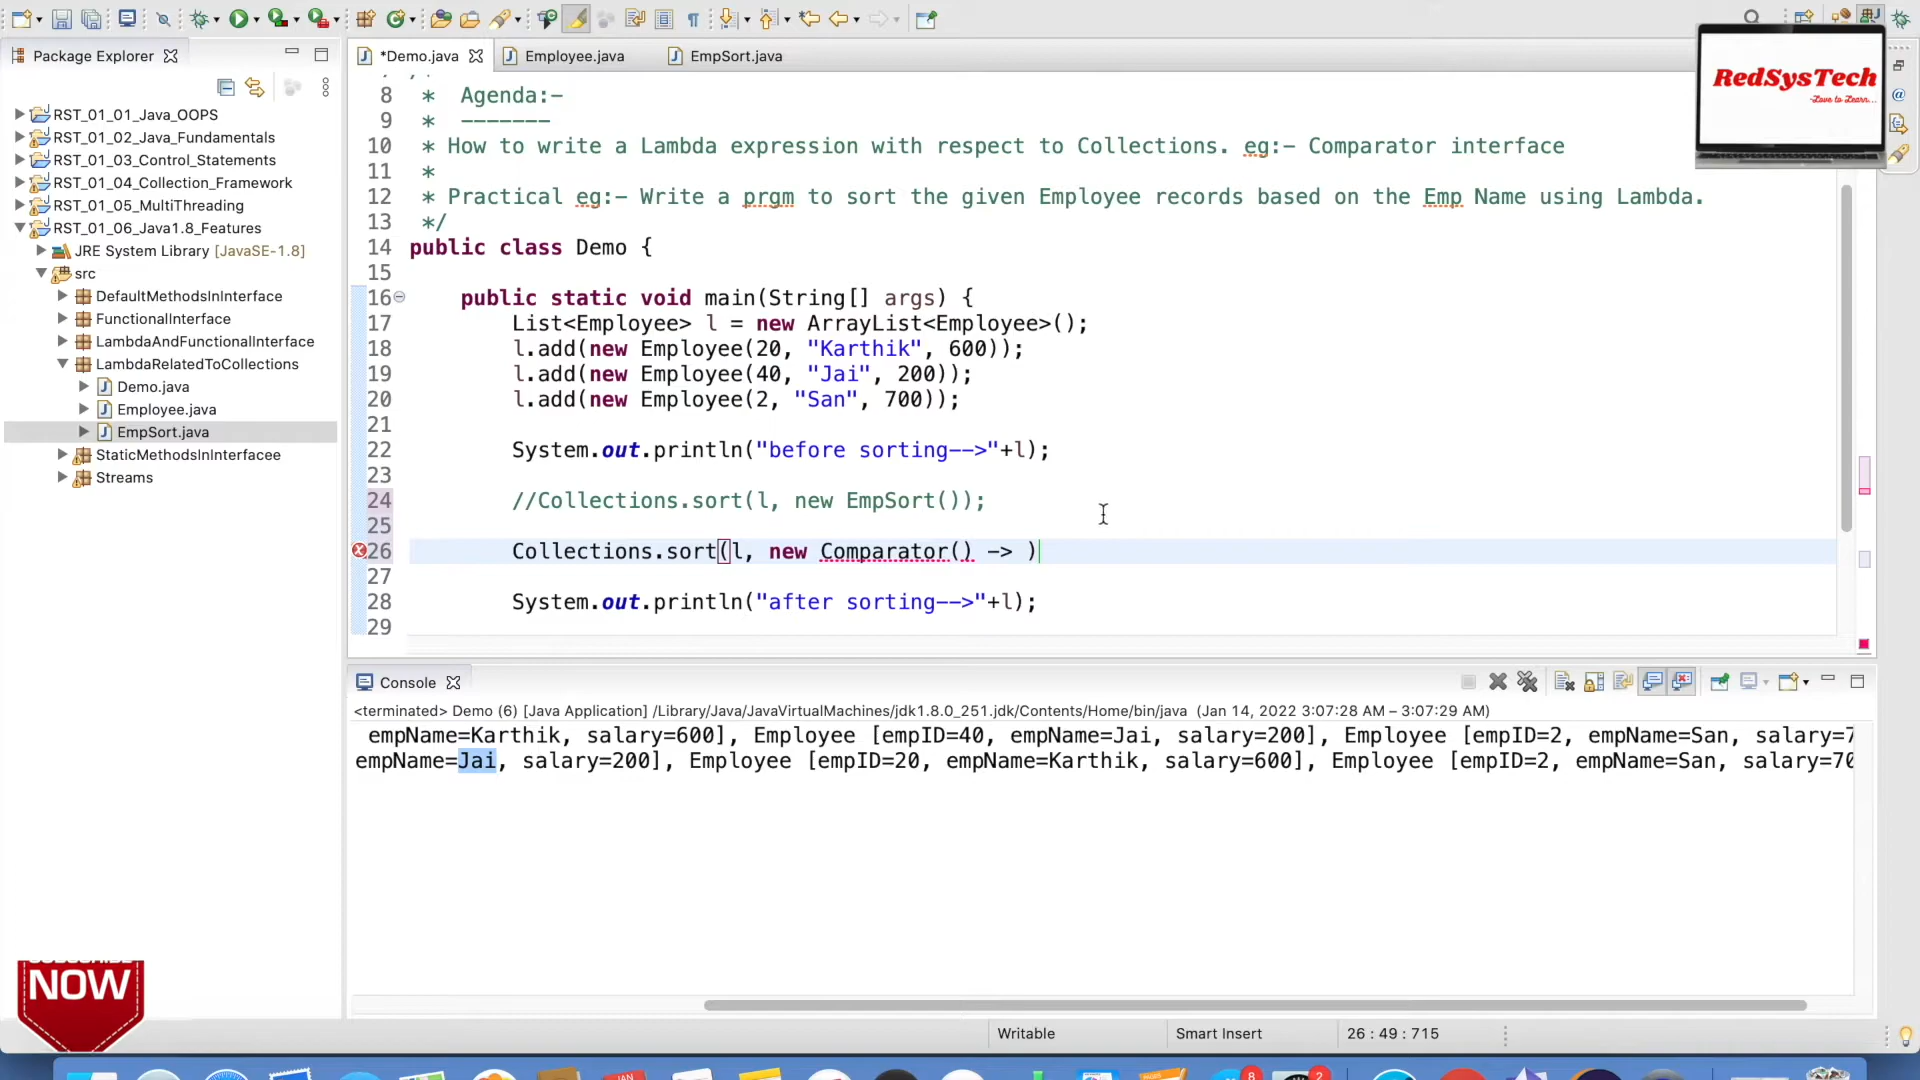 Package Explorer
*Demo.java
Employee.java
EmpSort.java
RedSysTech
-Love to Learn...
RST_01_01_Java_OOPS
RST_01_02_Java_Fundamentals
RST_01_03_Control_Statements
RST_01_04_Collection_Framework
RST_01_05_MultiThreading
RST_01_06_Java1.8_Features
JRE System Library [JavaSE-1.8]
src
DefaultMethodsInInterface
FunctionalInterface
LambdaAndFunctionalInterface
LambdaRelatedToCollections
Demo.java
Employee.java
EmpSort.java
StaticMethodsInInterfacee
Streams
8 * Agenda:-
9 * -------
10 * How to write a Lambda expression with respect to Collections. eg:- Comparator interface
11 *
12 * Practical eg:- Write a prgm to sort the given Employee records based on the Emp Name using Lambda.
13 */
14 public class Demo {
15
16 public static void main(String[] args) {
17 List<Employee> l = new ArrayList<Employee>();
18 l.add(new Employee(20, "Karthik", 600));
19 l.add(new Employee(40, "Jai", 200));
20 l.add(new Employee(2, "San", 700));
21
22 System.out.println("before sorting-->"+l);
23
24 //Collections.sort(l, new EmpSort());
25
26 Collections.sort(l, new Comparator() -> )
27
28 System.out.println("after sorting-->"+l);
29
Console
<terminated> Demo (6) [Java Application] /Library/Java/JavaVirtualMachines/jdk1.8.0_251.jdk/Contents/Home/bin/java (Jan 14, 2022 3:07:28 AM – 3:07:29 AM)
empName=Karthik, salary=600], Employee [empID=40, empName=Jai, salary=200], Employee [empID=2, empName=San, salary=7
empName=Jai, salary=200], Employee [empID=20, empName=Karthik, salary=600], Employee [empID=2, empName=San, salary=70
NOW
Writable
Smart Insert
26 : 49 : 715
JAN
8
2